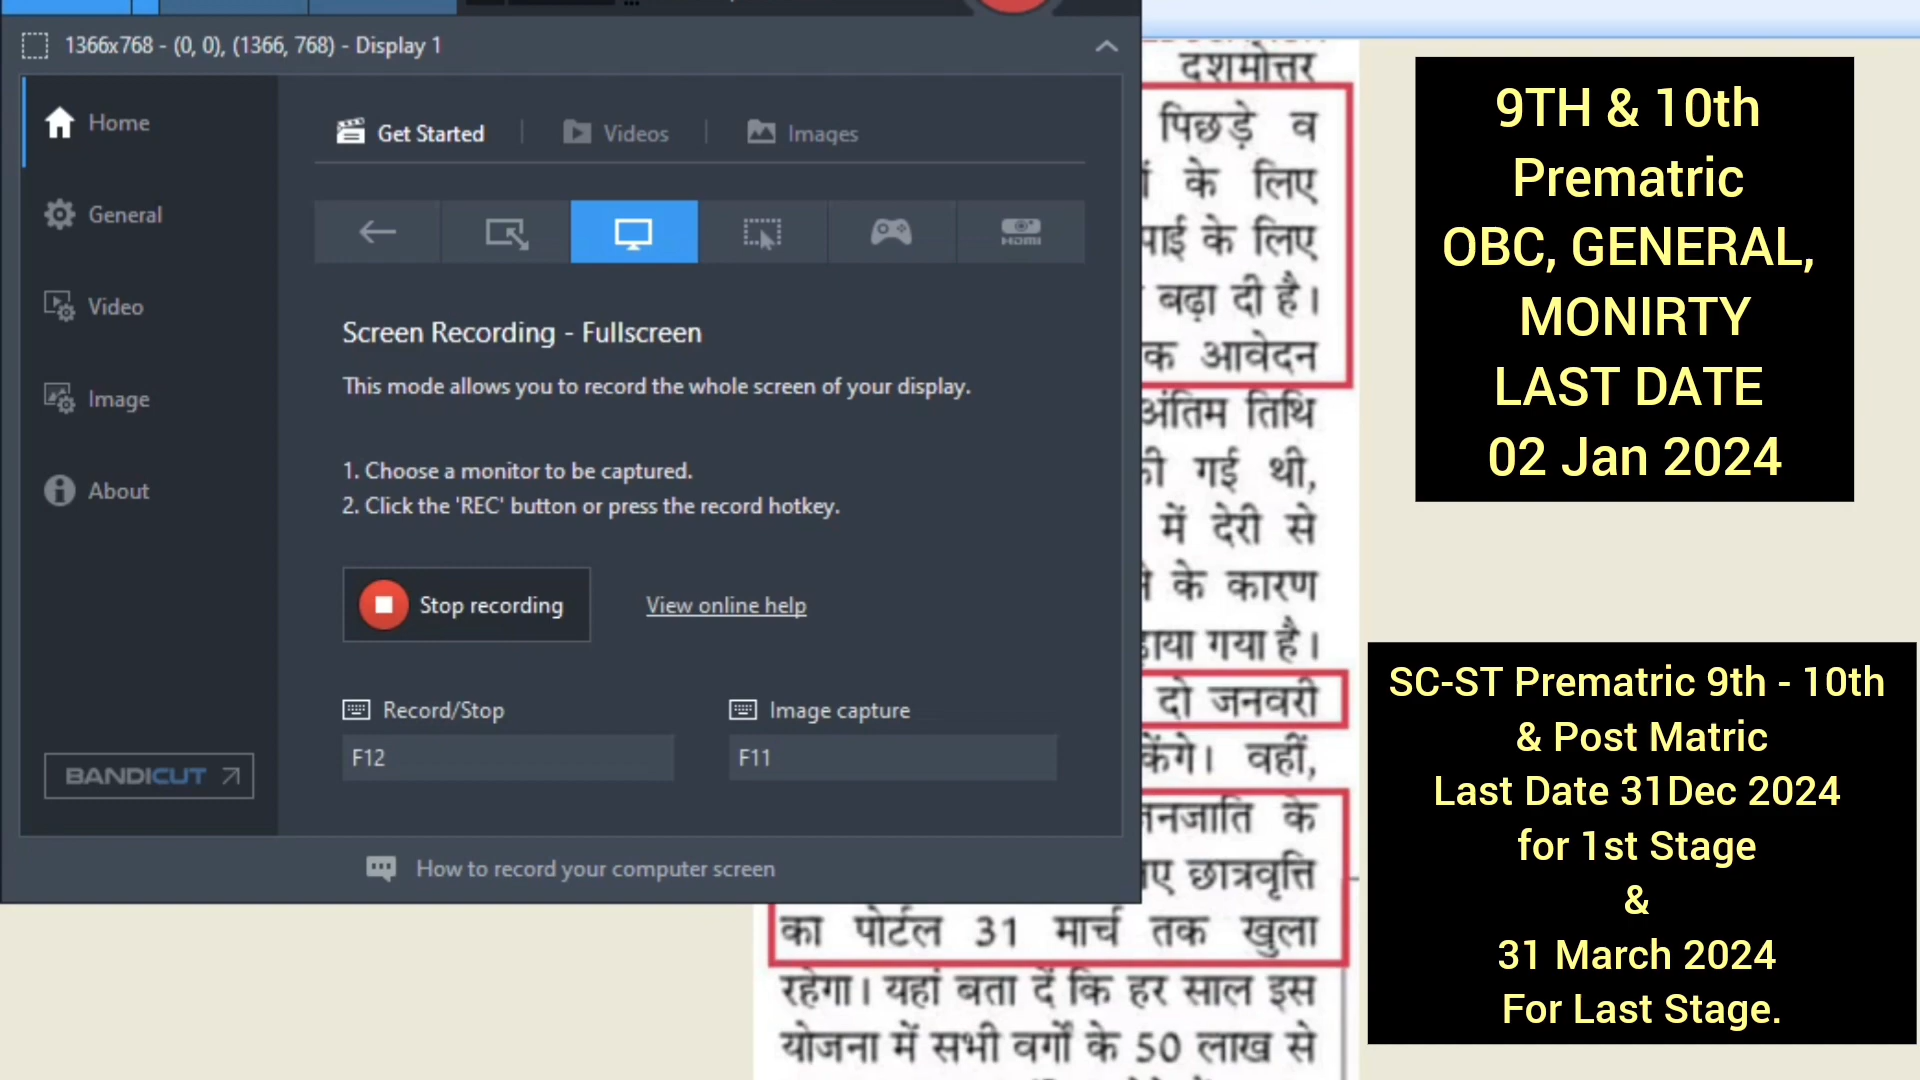 1366x768 - (0, 0), (1366, 768) - Display 1
Home
General
Video
Image
About
BANDICUT
Get Started
Videos
Images
HDMI
Screen Recording - Fullscreen
This mode allows you to record the whole screen of your display.
1. Choose a monitor to be captured.
2. Click the 'REC' button or press the record hotkey.
Stop recording
View online help
Record/Stop
F12
Image capture
F11
How to record your computer screen
दशमोत्तर
पिछड़े व
के लिए
के लिए
बढ़ा दी है।
आवेदन
अंतिम तिथि
गई थी,
में देरी से
के कारण
गया है।
दो जनवरी
वहीं,
के
छात्रवृत्ति
का पोर्टल 31 मार्च तक खुला
रहेगा। यहां बता दें कि हर साल इस
योजना में सभी वर्गों के 50 लाख से
9TH & 10th
Prematric
OBC, GENERAL,
MONIRTY
LAST DATE
02 Jan 2024
SC-ST Prematric 9th - 10th
& Post Matric
Last Date 31Dec 2024
for 1st Stage
&
31 March 2024
For Last Stage.